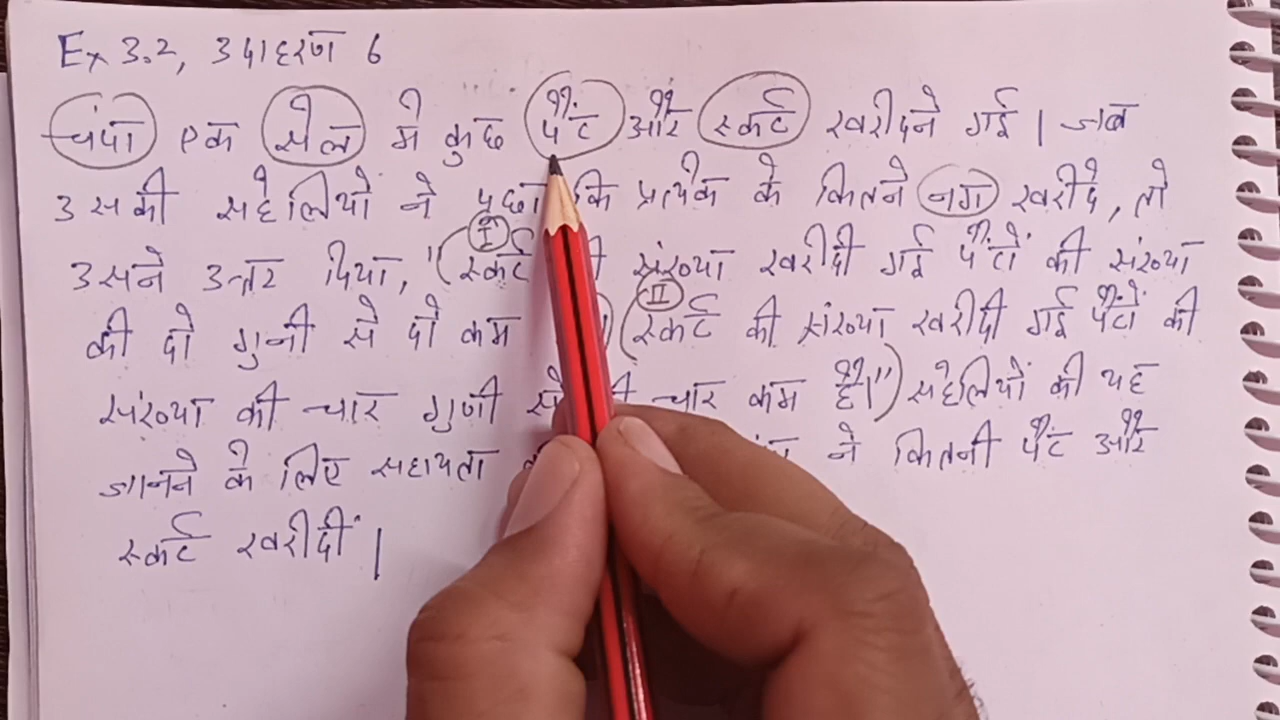 Ex 3.2, उदाहरण 6
चंपा एक सेल में कुछ पैंट और स्कर्ट खरीदने गई । जब
उसकी सहेलियों ने पूछा कि प्रत्येक के कितने नग खरीदे, तो
उसने उत्तर दिया, "( I स्कर्ट की संख्या खरीदी गई पैंटों की संख्या
की दो गुनी से दो कम ( II स्कर्ट की संख्या खरीदी गई पैंटों की
संख्या की चार गुणी से चार कम है।") सहेलियों की यह
जानने के लिए सहायता ने कितनी पैंट और
स्कर्ट खरीदीं |